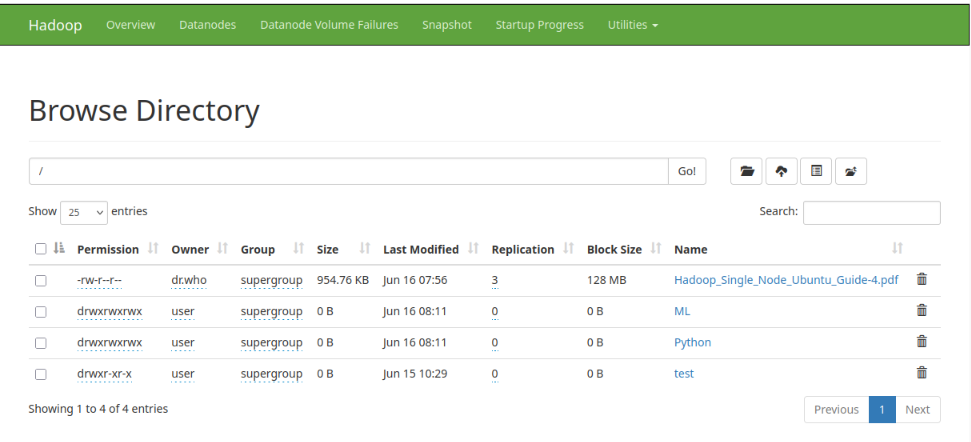 Hadoop Overview Datanodes Datanode Volume Failures Snapshot Startup Progress Utilities
Browse Directory
/ Go!
Show 25 entries Search:
Permission Owner Group Size Last Modified Replication Block Size Name
-rw-r--r-- dr.who supergroup 954.76 KB Jun 16 07:56 3 128 MB Hadoop_Single_Node_Ubuntu_Guide-4.pdf
drwxrwxrwx user supergroup 0 B Jun 16 08:11 0 0 B ML
drwxrwxrwx user supergroup 0 B Jun 16 08:11 0 0 B Python
drwxr-xr-x user supergroup 0 B Jun 15 10:29 0 0 B test
Showing 1 to 4 of 4 entries Previous 1 Next